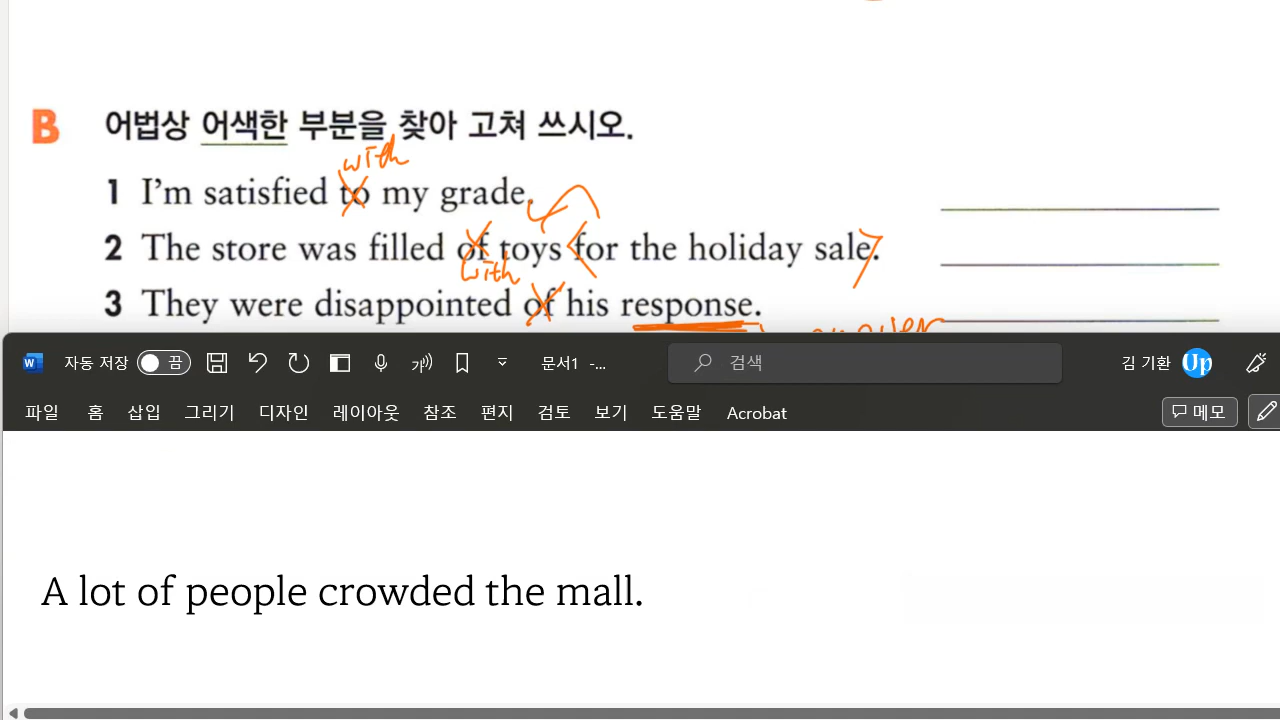 B 어법상 어색한 부분을 찾아 고쳐 쓰시오.
with
1 I'm satisfied to my grade.
2 The store was filled of toys for the holiday sale.
with
3 They were disappointed of his response.
자동 저장 끔 가)) 문서1 -... 검색 김 기환 Up
파일 홈 삽입 그리기 디자인 레이아웃 참조 편지 검토 보기 도움말 Acrobat 메모
A lot of people crowded the mall.